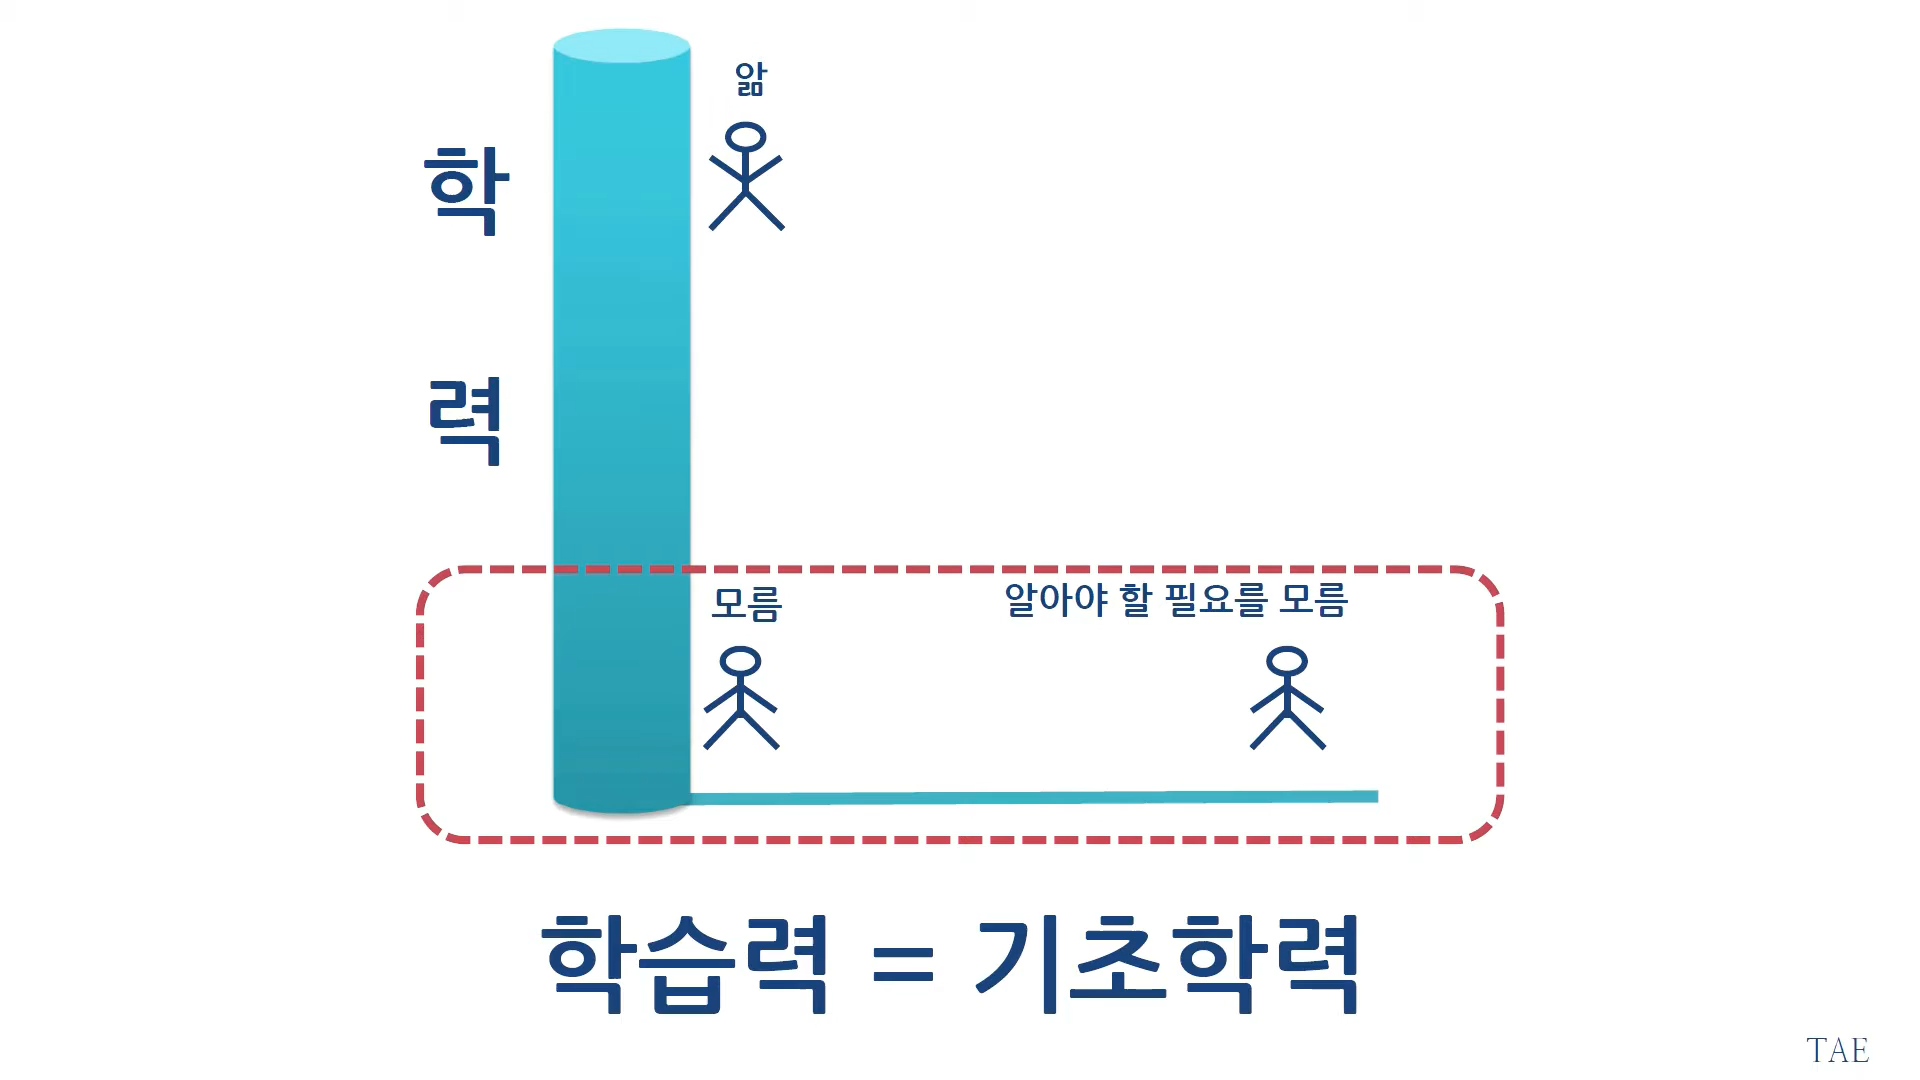 앎
학
력
모름
알아야 할 필요를 모름
학습력 = 기초학력
TAE